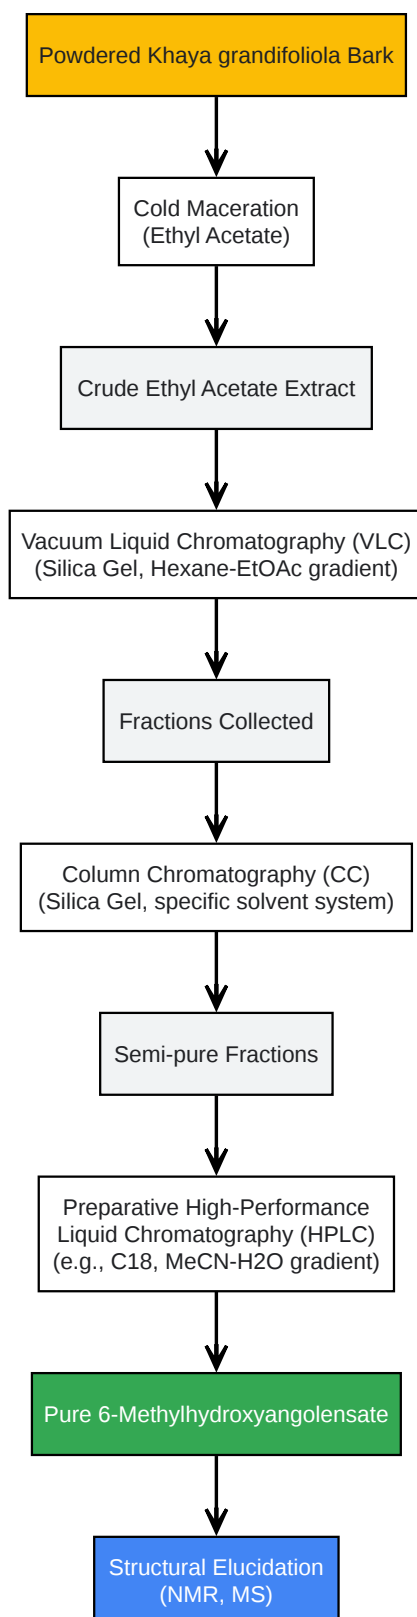 Powdered Khaya grandifoliola Bark
Cold Maceration
(Ethyl Acetate)
Crude Ethyl Acetate Extract
Vacuum Liquid Chromatography (VLC)
(Silica Gel, Hexane-EtOAc gradient)
Fractions Collected
Column Chromatography (CC)
(Silica Gel, specific solvent system)
Semi-pure Fractions
Preparative High-Performance
Liquid Chromatography (HPLC)
(e.g., C18, MeCN-H2O gradient)
Pure 6-Methylhydroxyangolensate
Structural Elucidation
(NMR, MS)